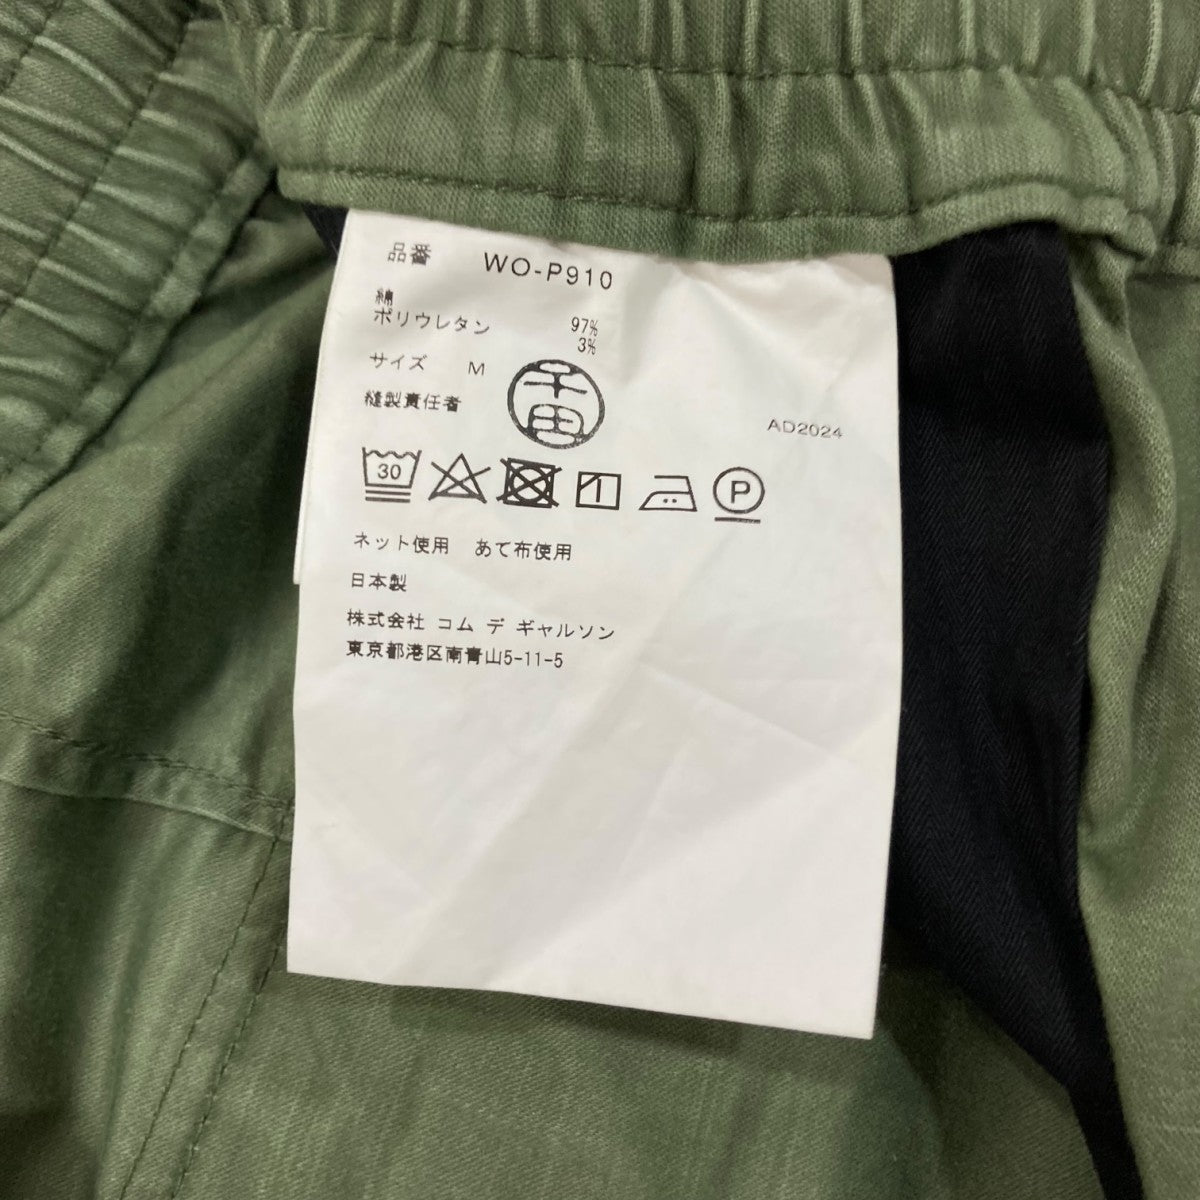 品番 WO-P910
綿 97%
ポリウレタン 3%
サイズ M
縫製責任者 千田
AD2024
30 P
ネット使用 あて布使用
日本製
株式会社 コム デ ギャルソン
東京都港区南青山5-11-5